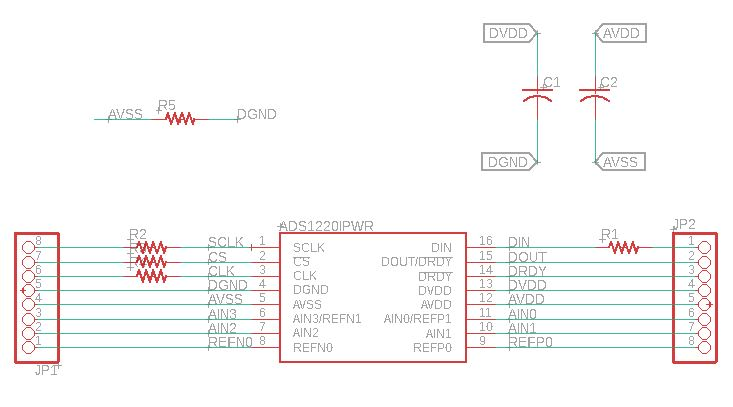 DVDD AVDD
C1 C2
R5
AVSS DGND
DGND AVSS
ADS1220IPWR JP2
R2 R1
8 SCLK 1 SCLK DIN 16 DIN 1
7 CS 2 CS DOUT/DRDY 15 DOUT 2
6 CLK 3 CLK DRDY 14 DRDY 3
5 DGND 4 DGND DVDD 13 DVDD 4
4 AVSS 5 AVSS AVDD 12 AVDD 5
3 AIN3 6 AIN3/REFN1 AIN0/REFP1 11 AIN0 6
2 AIN2 7 AIN2 AIN1 10 AIN1 7
1 REFN0 8 REFN0 REFP0 9 REFP0 8
JP1